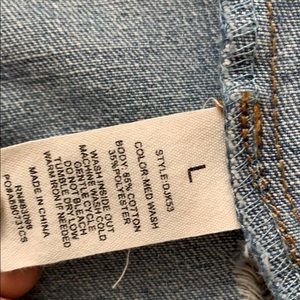 L
STYLE:DJK53
COLOR MED WASH
BODY: 65% COTTON
35%POLYESTER
WASH INSIDE OUT
MACHINE WASH COLD
GENTLE CYCLE
DO NOT BLEACH
TUMBLE DRY LOW
WARM IRON IF NEEDED
MADE IN CHINA